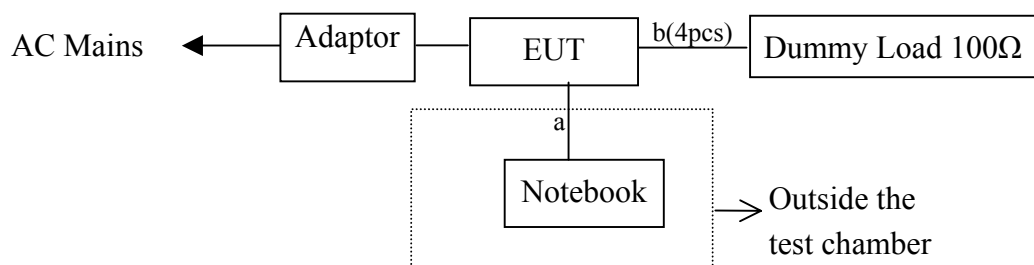 AC Mains
Adaptor
EUT
b(4pcs)
Dummy Load 100Ω
a
Notebook
Outside the
test chamber